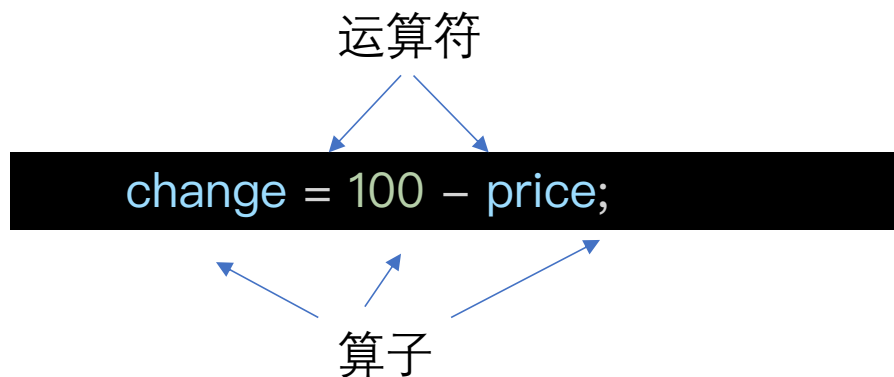 运算符
change = 100 – price;
算子